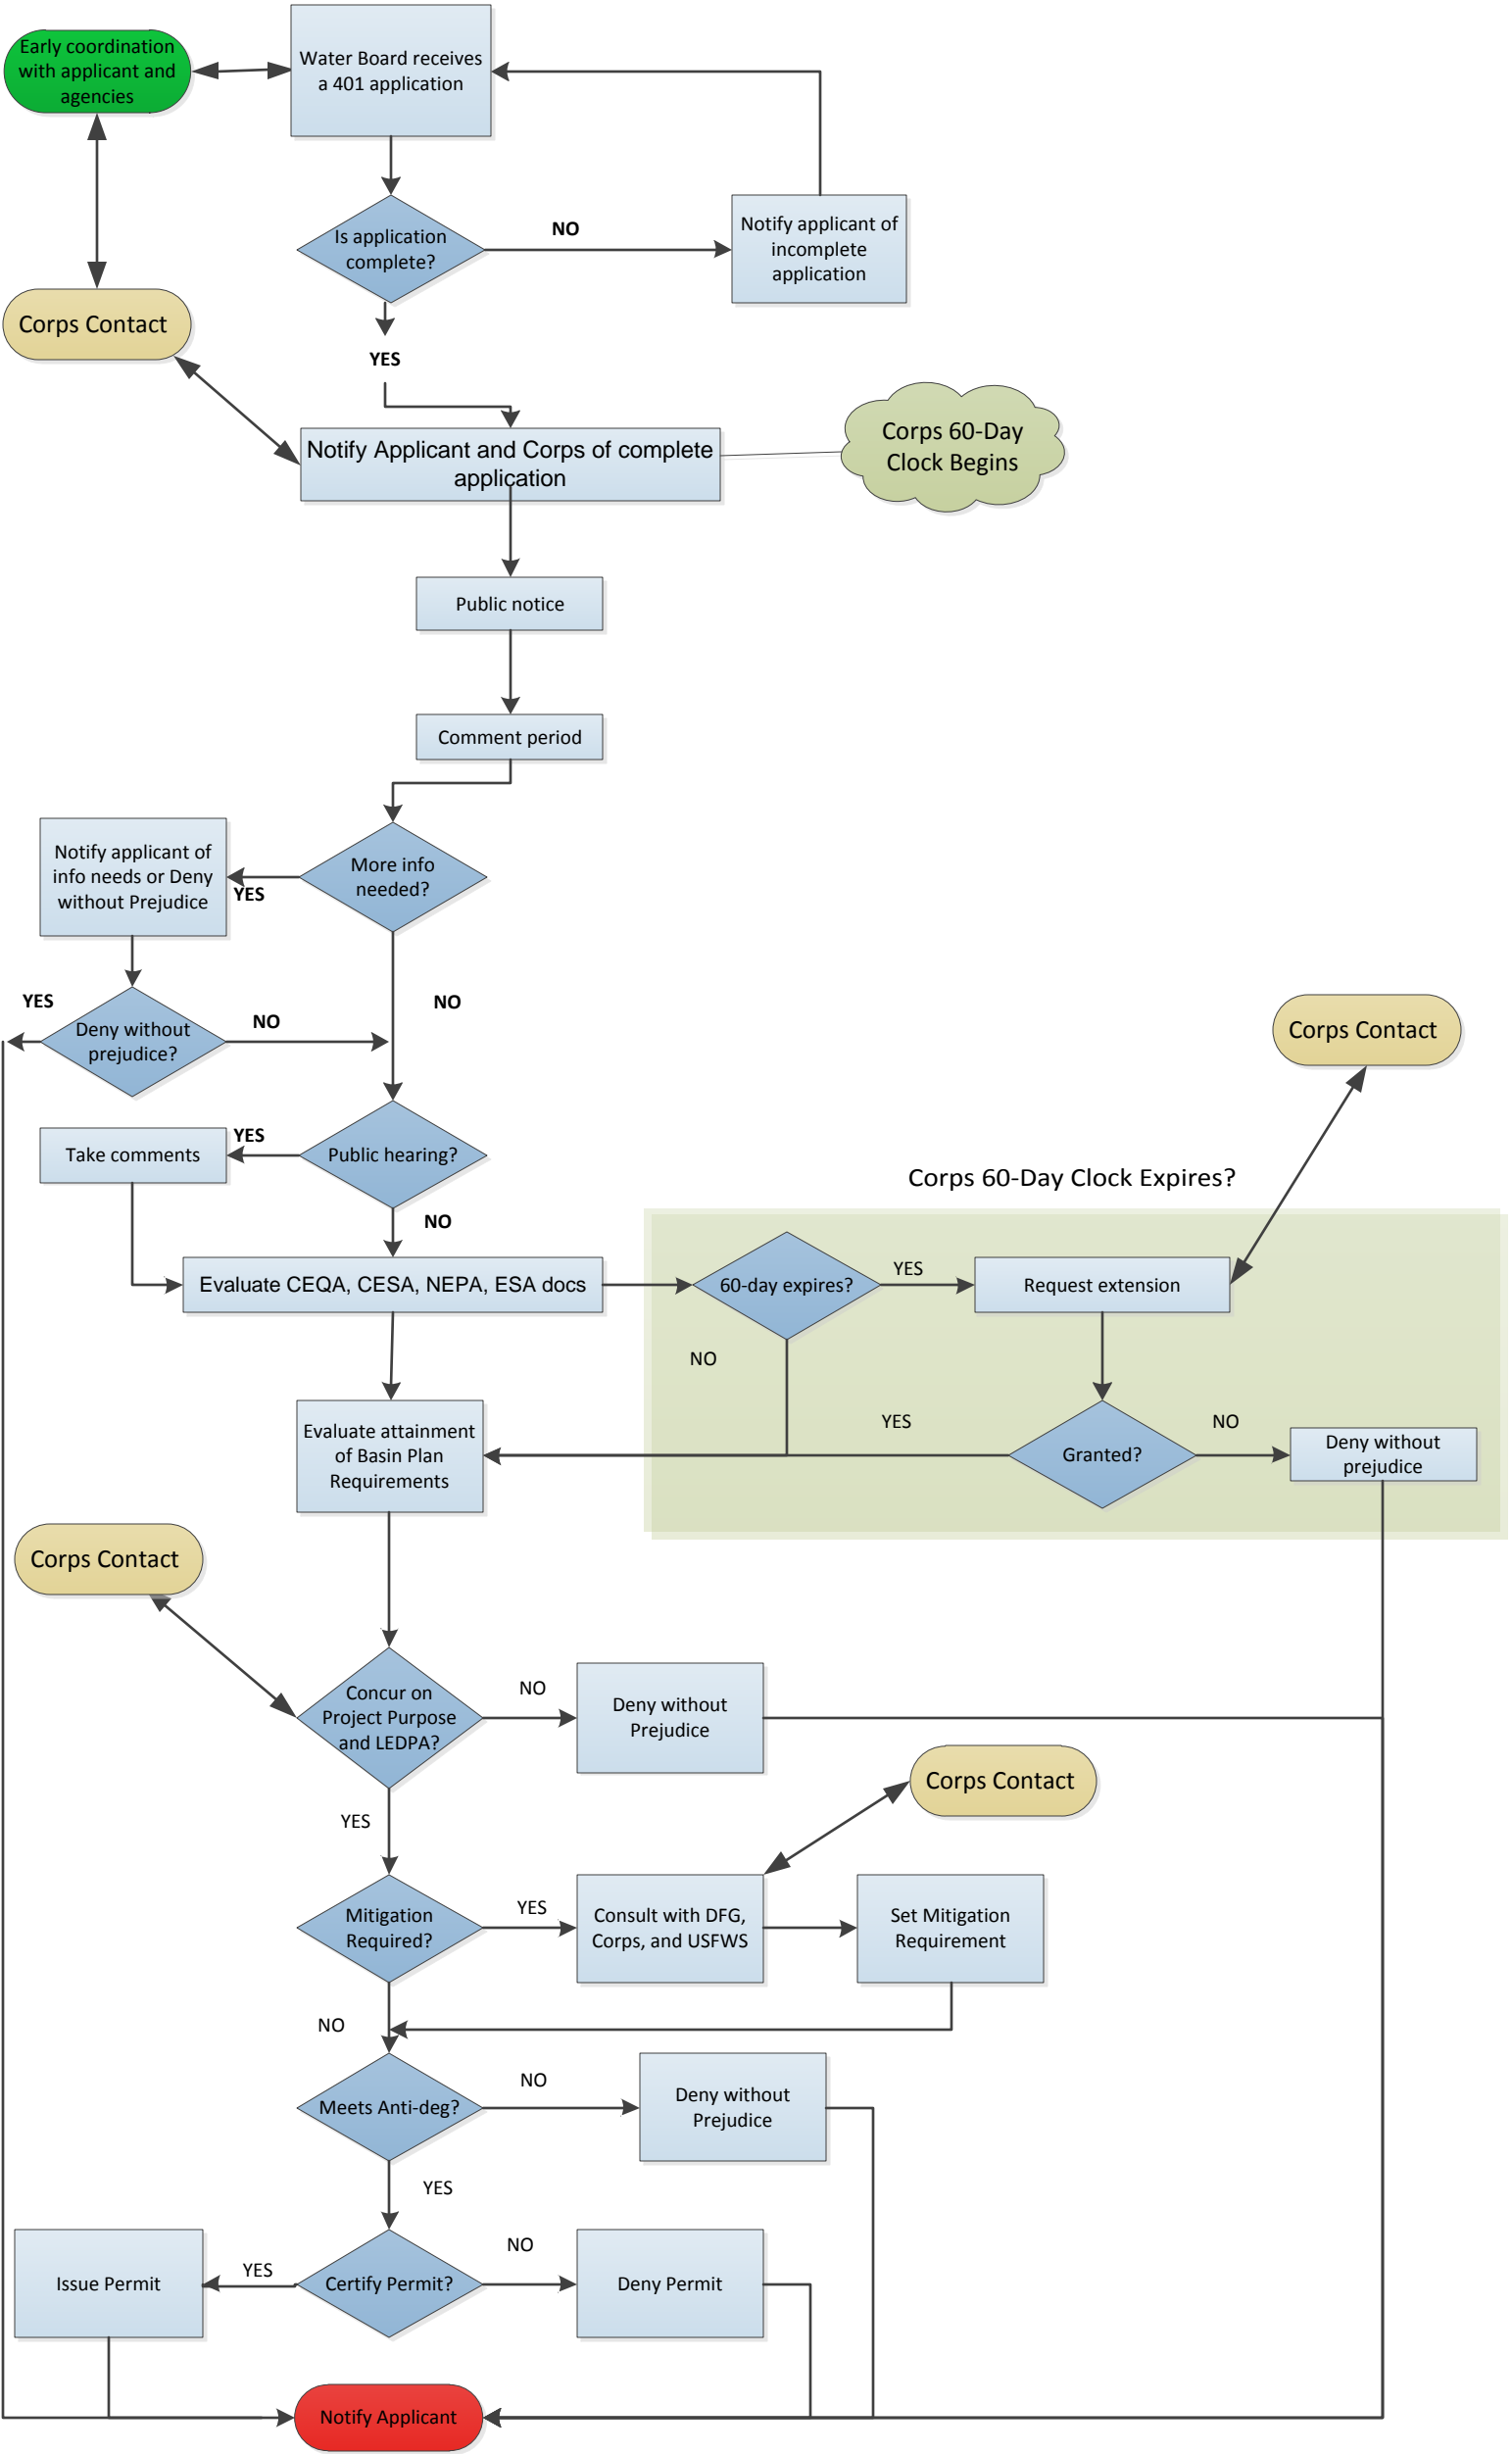 Early coordination
with applicant and
agencies
Water Board receives
a 401 application
Is application
complete?
NO
Notify applicant of
incomplete
application
Corps Contact
YES
Notify Applicant and Corps of complete
application
Corps 60-Day
Clock Begins
Public notice
Comment period
More info
needed?
YES
Notify applicant of
info needs or Deny
without Prejudice
NO
YES
Deny without
prejudice?
NO
Corps Contact
Public hearing?
YES
Take comments
NO
Corps 60-Day Clock Expires?
Evaluate CEQA, CESA, NEPA, ESA docs
60-day expires?
YES
Request extension
NO
Evaluate attainment
of Basin Plan
Requirements
YES
Granted?
NO
Deny without
prejudice
Corps Contact
Concur on
Project Purpose
and LEDPA?
NO
Deny without
Prejudice
Corps Contact
YES
Mitigation
Required?
YES
Consult with DFG,
Corps, and USFWS
Set Mitigation
Requirement
NO
Meets Anti-deg?
NO
Deny without
Prejudice
YES
Issue Permit
YES
Certify Permit?
NO
Deny Permit
Notify Applicant